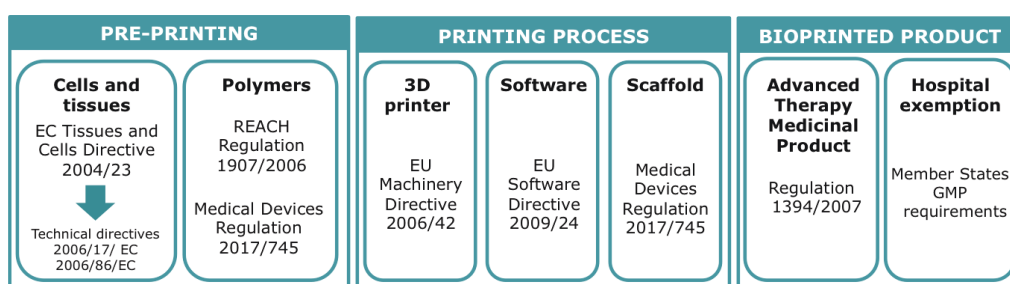 PRE-PRINTING
Cells and
tissues
EC Tissues and
Cells Directive
2004/23
Technical directives
2006/17/ EC
2006/86/EC
Polymers
REACH
Regulation
1907/2006
Medical Devices
Regulation
2017/745
PRINTING PROCESS
3D
printer
EU
Machinery
Directive
2006/42
Software
EU
Software
Directive
2009/24
Scaffold
Medical
Devices
Regulation
2017/745
BIOPRINTED PRODUCT
Advanced
Therapy
Medicinal
Product
Regulation
1394/2007
Hospital
exemption
Member States
GMP
requirements